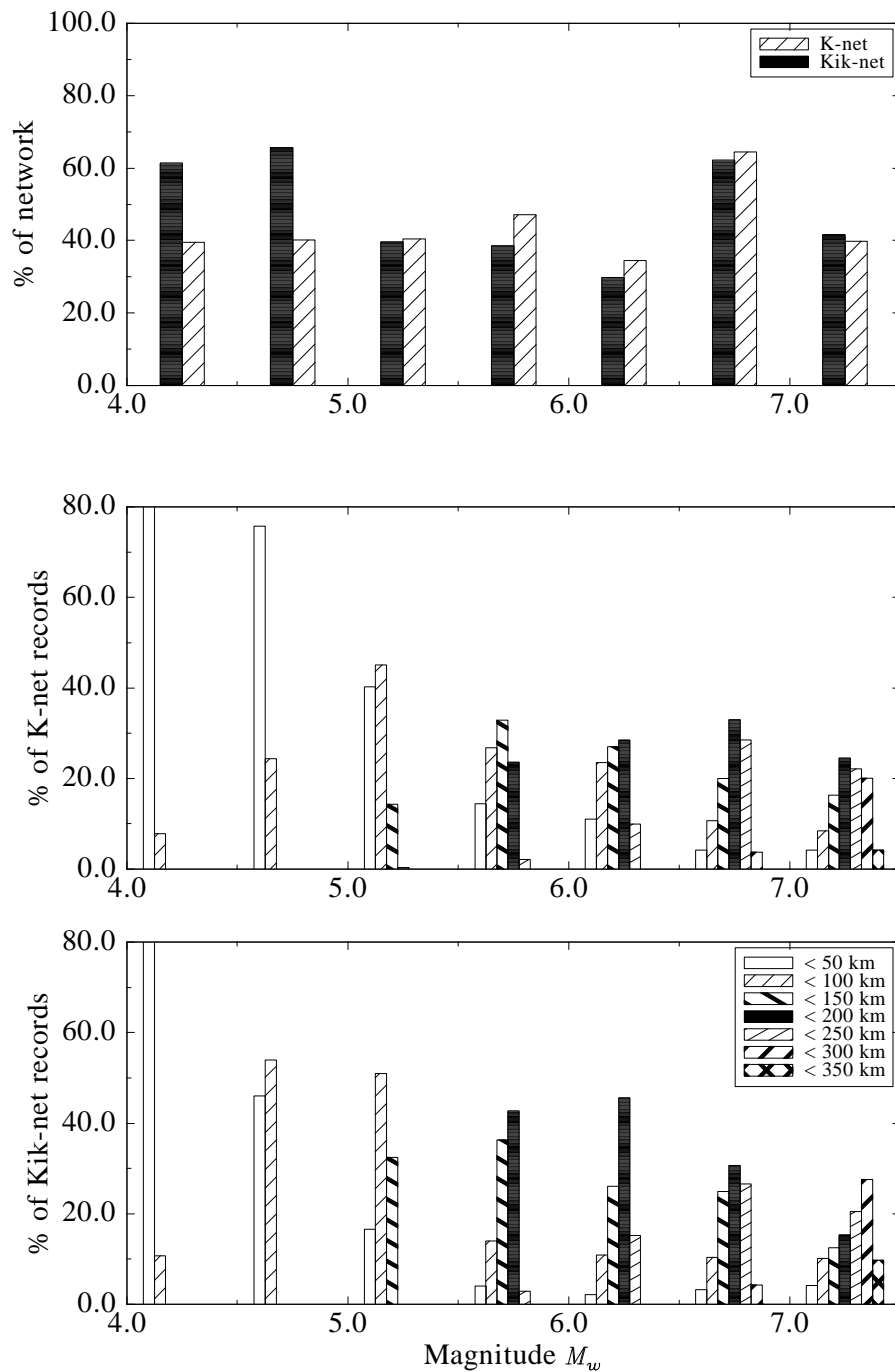 100.0
80.0
60.0
40.0
20.0
0.0
% of network
K-net
Kik-net
4.0 5.0 6.0 7.0
80.0
60.0
40.0
20.0
0.0
% of K-net records
4.0 5.0 6.0 7.0
80.0
60.0
40.0
20.0
0.0
% of Kik-net records
< 50 km
< 100 km
< 150 km
< 200 km
< 250 km
< 300 km
< 350 km
4.0 5.0 6.0 7.0
Magnitude M_w